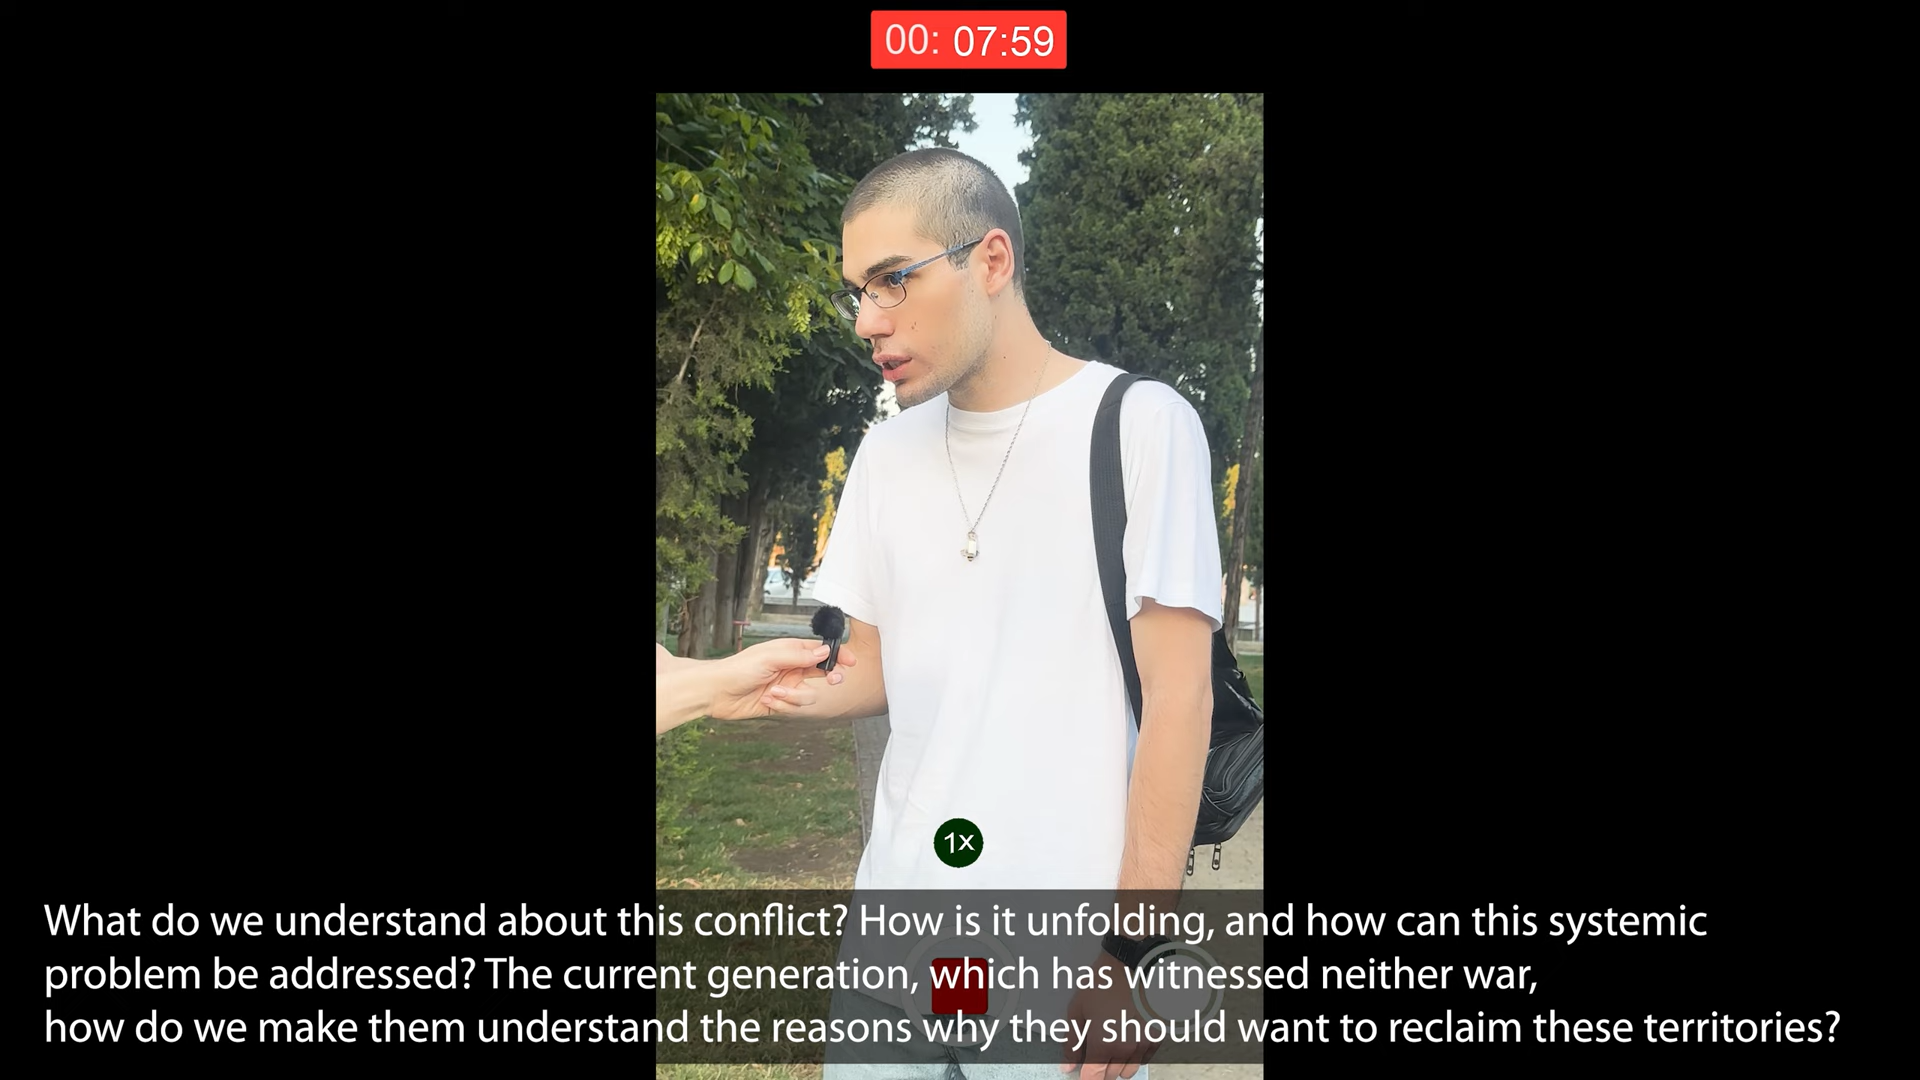 00: 07:59
1x
What do we understand about this conflict? How is it unfolding, and how can this systemic
problem be addressed? The current generation, which has witnessed neither war,
how do we make them understand the reasons why they should want to reclaim these territories?